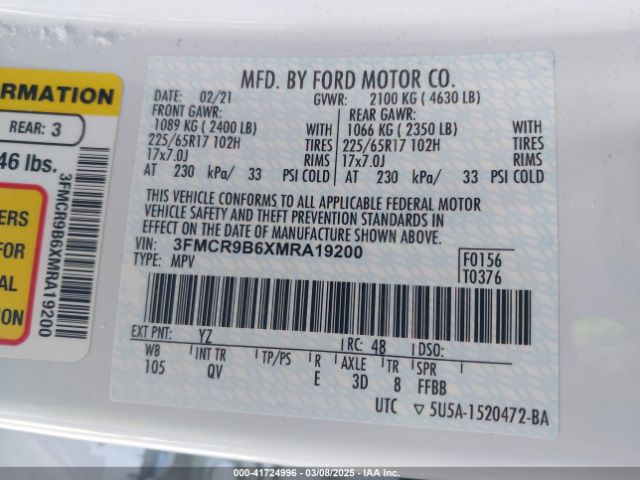 ORMATION
REAR: 3
46 lbs.
ERS
FOR
AL
ION
3FMCR9B6XMRA19200
MFD. BY FORD MOTOR CO.
DATE: 02/21 GVWR: 2100 KG ( 4630 LB)
FRONT GAWR: REAR GAWR:
1089 KG ( 2400 LB) WITH 1066 KG ( 2350 LB) WITH
225/65R17 102H TIRES 225/65R17 102H TIRES
17x7.0J RIMS 17x7.0J RIMS
AT 230 kPa/ 33 PSI COLD AT 230 kPa/ 33 PSI COLD
THIS VEHICLE CONFORMS TO ALL APPLICABLE FEDERAL MOTOR
VEHICLE SAFETY AND THEFT PREVENTION STANDARDS IN
EFFECT ON THE DATE OF MANUFACTURE SHOWN ABOVE.
VIN: 3FMCR9B6XMRA19200
TYPE: MPV
F0156
T0376
EXT PNT: YZ RC: 48 DSO:
WB INT TR TP/PS R AXLE TR SPR
105 QV E 3D 8 FFBB
UTC ▽ 5U5A-1520472-BA
000-41724996 - 03/08/2025 - IAA Inc.